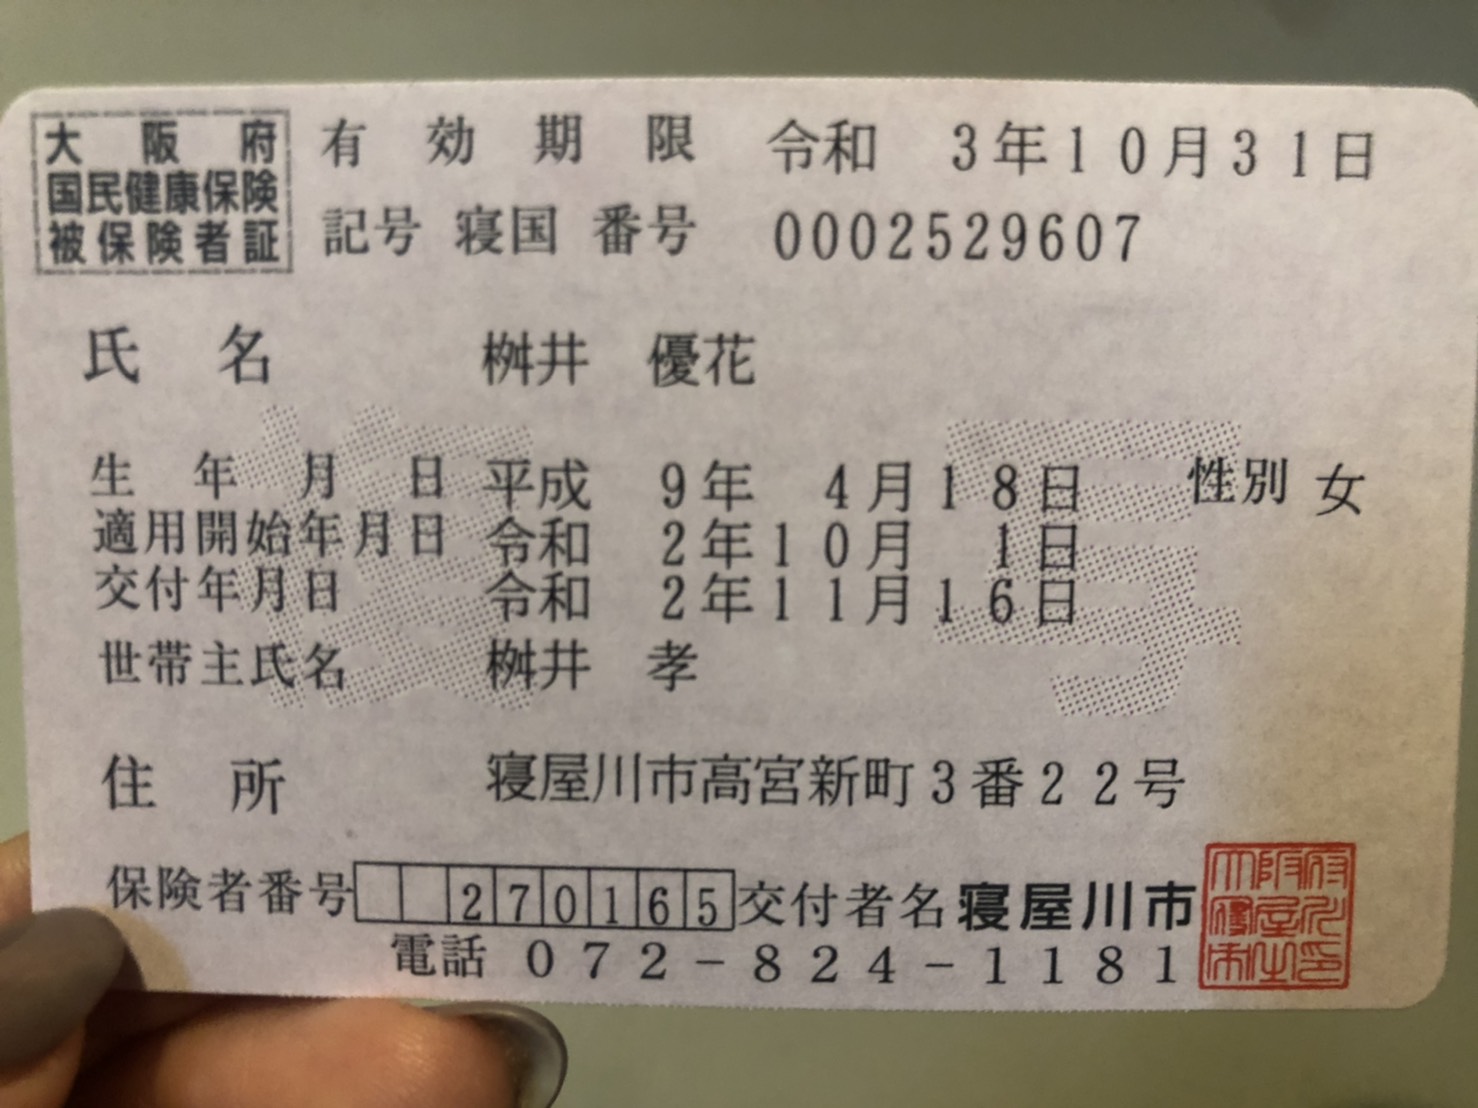 大阪府
国民健康保険
被保険者証
有効期限 令和 3年10月31日
記号 寝国 番号 0002529607
氏名 桝井 優花
生年月日 平成 9年 4月18日 性別 女
適用開始年月日 令和 2年10月 1日
交付年月日 令和 2年11月16日
世帯主氏名 桝井 孝
住所 寝屋川市高宮新町3番22号
保険者番号 270165 交付者名 寝屋川市
電話 072-824-1181